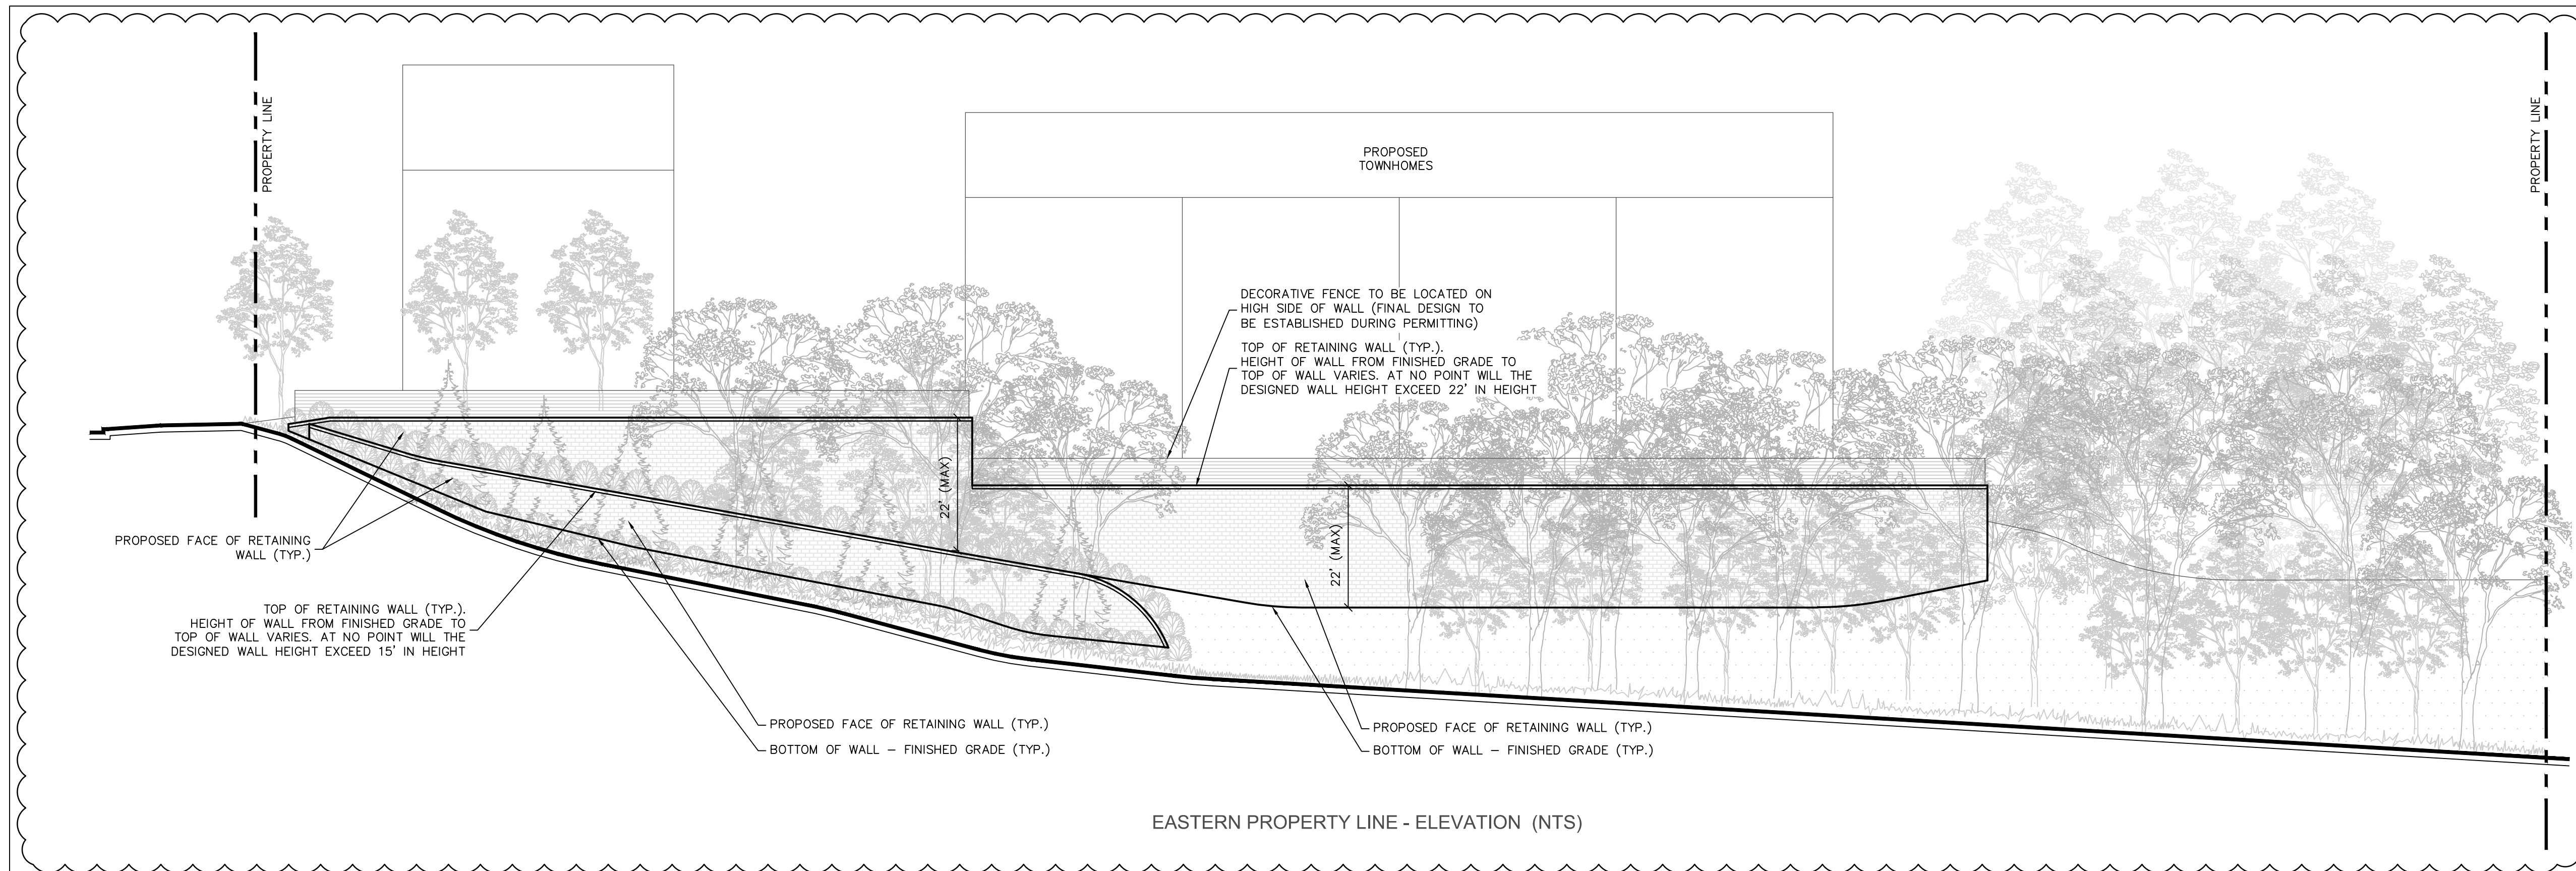 PROPERTY LINE
PROPERTY LINE
PROPOSED
TOWNHOMES
DECORATIVE FENCE TO BE LOCATED ON
HIGH SIDE OF WALL (FINAL DESIGN TO
BE ESTABLISHED DURING PERMITTING)
TOP OF RETAINING WALL (TYP.).
HEIGHT OF WALL FROM FINISHED GRADE TO
TOP OF WALL VARIES. AT NO POINT WILL THE
DESIGNED WALL HEIGHT EXCEED 22' IN HEIGHT
22' (MAX)
22' (MAX)
PROPOSED FACE OF RETAINING
WALL (TYP.)
TOP OF RETAINING WALL (TYP.).
HEIGHT OF WALL FROM FINISHED GRADE TO
TOP OF WALL VARIES. AT NO POINT WILL THE
DESIGNED WALL HEIGHT EXCEED 15' IN HEIGHT
PROPOSED FACE OF RETAINING WALL (TYP.)
BOTTOM OF WALL – FINISHED GRADE (TYP.)
PROPOSED FACE OF RETAINING WALL (TYP.)
BOTTOM OF WALL – FINISHED GRADE (TYP.)
EASTERN PROPERTY LINE - ELEVATION (NTS)